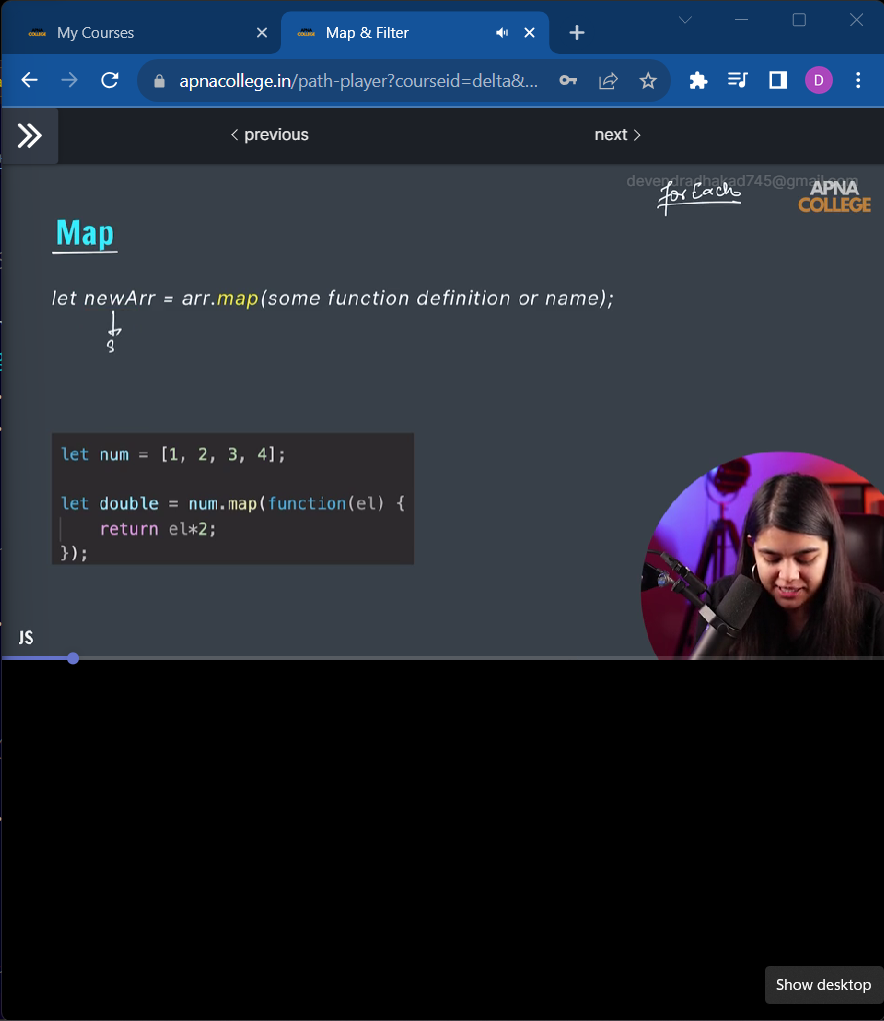 My Courses
Map & Filter
apnacollege.in/path-player?courseid=delta&...
D
< previous
next >
devendradhakad745@gmail.com
forEach
APNA
COLLEGE
Map
let newArr = arr.map(some function definition or name);
let num = [1, 2, 3, 4];
let double = num.map(function(el) {
return el*2;
});
JS
Show desktop